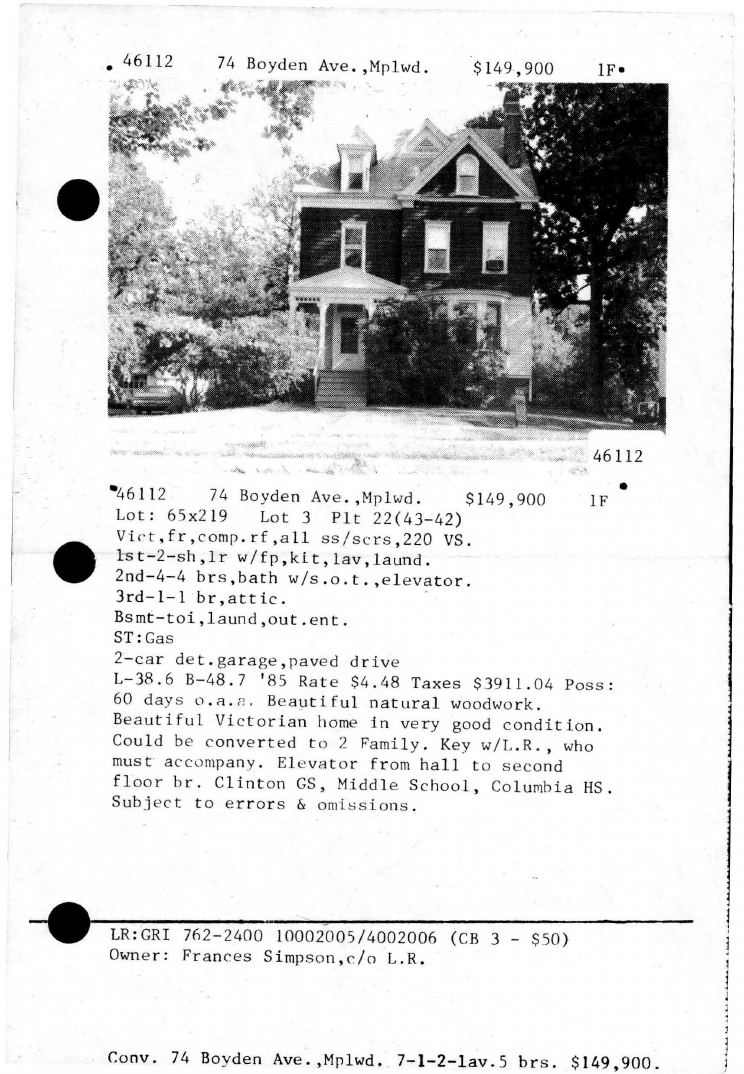 46112 74 Boyden Ave.,Mplwd. $149,900 1F
46112
46112 74 Boyden Ave.,Mplwd. $149,900 1F
Lot: 65x219 Lot 3 Plt 22(43-42)
Vict,fr,comp.rf,all ss/scrs,220 VS.
1st-2-sh,lr w/fp,kit,lav,laund.
2nd-4-4 brs,bath w/s.o.t.,elevator.
3rd-1-1 br,attic.
Bsmt-toi,laund,out.ent.
ST:Gas
2-car det.garage,paved drive
L-38.6 B-48.7 '85 Rate $4.48 Taxes $3911.04 Poss:
60 days o.a.a. Beautiful natural woodwork.
Beautiful Victorian home in very good condition.
Could be converted to 2 Family. Key w/L.R., who
must accompany. Elevator from hall to second
floor br. Clinton GS, Middle School, Columbia HS.
Subject to errors & omissions.
LR:GRI 762-2400 10002005/4002006 (CB 3 - $50)
Owner: Frances Simpson,c/o L.R.
Conv. 74 Boyden Ave.,Mplwd. 7-1-2-1av.5 brs. $149,900.